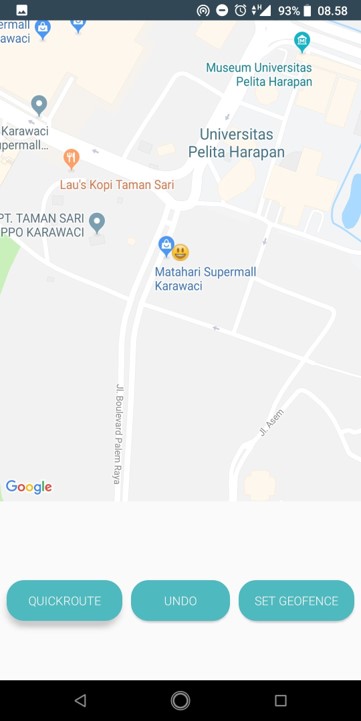 93% 08.58
ermall
awaci
Museum Universitas
Pelita Harapan
Karawaci
upermall...
Universitas
Pelita Harapan
Lau's Kopi Taman Sari
PT. TAMAN SARI
PPO KARAWACI
Matahari Supermall
Karawaci
Jl. Boulevard Palem Raya
Jl. Asem
Google
QUICKROUTE UNDO SET GEOFENCE